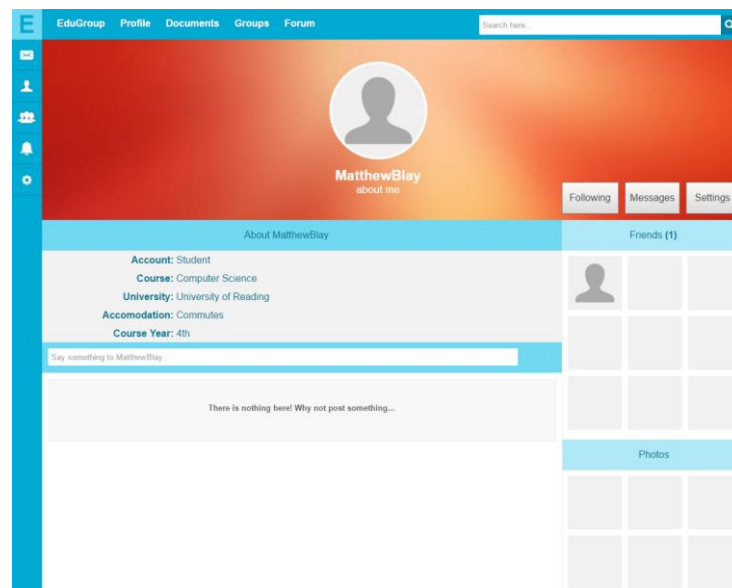 E
EduGroup Profile Documents Groups Forum
Search here...
MatthewBlay
about me
Following Messages Settings
About MatthewBlay
Friends (1)
Account: Student
Course: Computer Science
University: University of Reading
Accomodation: Commutes
Course Year: 4th
Say something to MatthewBlay...
There is nothing here! Why not post something...
Photos